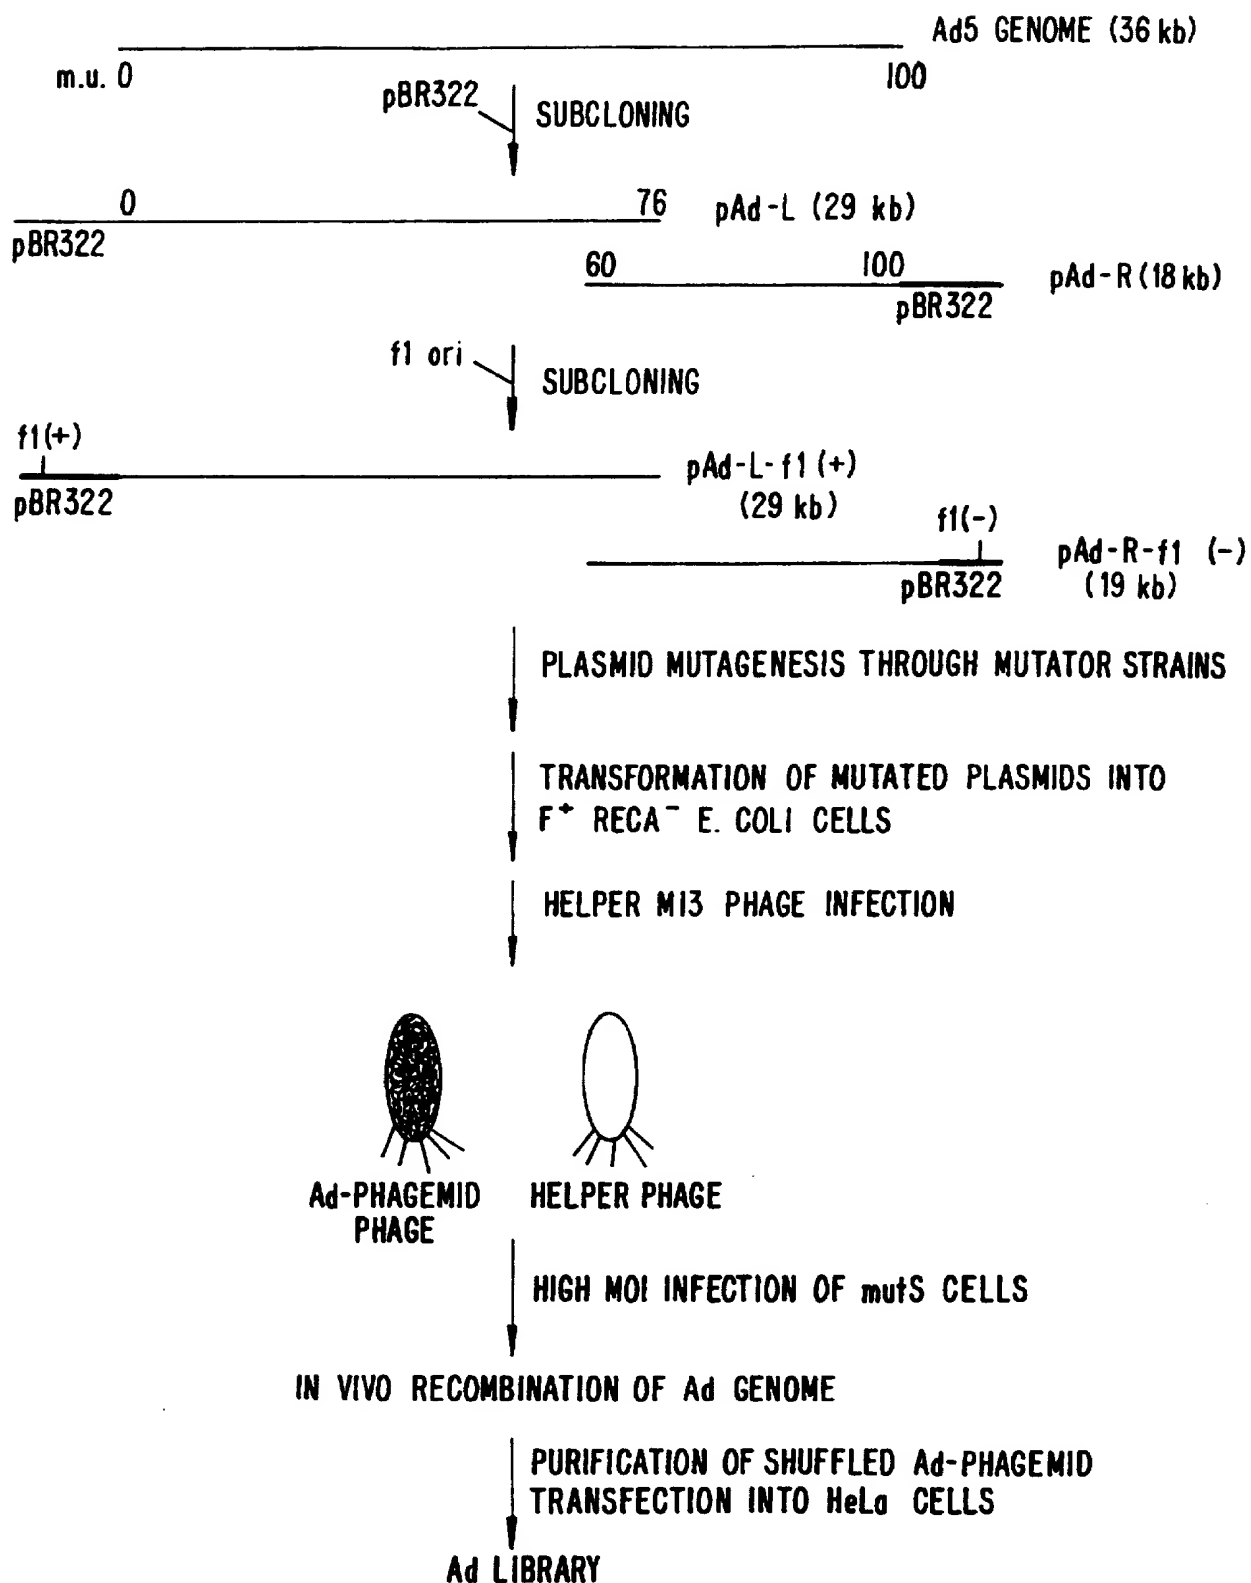 Ad5 GENOME (36 kb)
m.u. 0
100
pBR322
SUBCLONING
0
76
pAd-L (29 kb)
pBR322
60
100
pAd-R (18 kb)
pBR322
f1 ori
SUBCLONING
f1(+)
pBR322
pAd-L-f1 (+)
(29 kb)
f1(-)
pBR322
pAd-R-f1 (-)
(19 kb)
PLASMID MUTAGENESIS THROUGH MUTATOR STRAINS
TRANSFORMATION OF MUTATED PLASMIDS INTO
F+ RECA- E. COLI CELLS
HELPER M13 PHAGE INFECTION
Ad-PHAGEMID
PHAGE
HELPER PHAGE
HIGH MOI INFECTION OF mutS CELLS
IN VIVO RECOMBINATION OF Ad GENOME
PURIFICATION OF SHUFFLED Ad-PHAGEMID
TRANSFECTION INTO HeLa CELLS
Ad LIBRARY